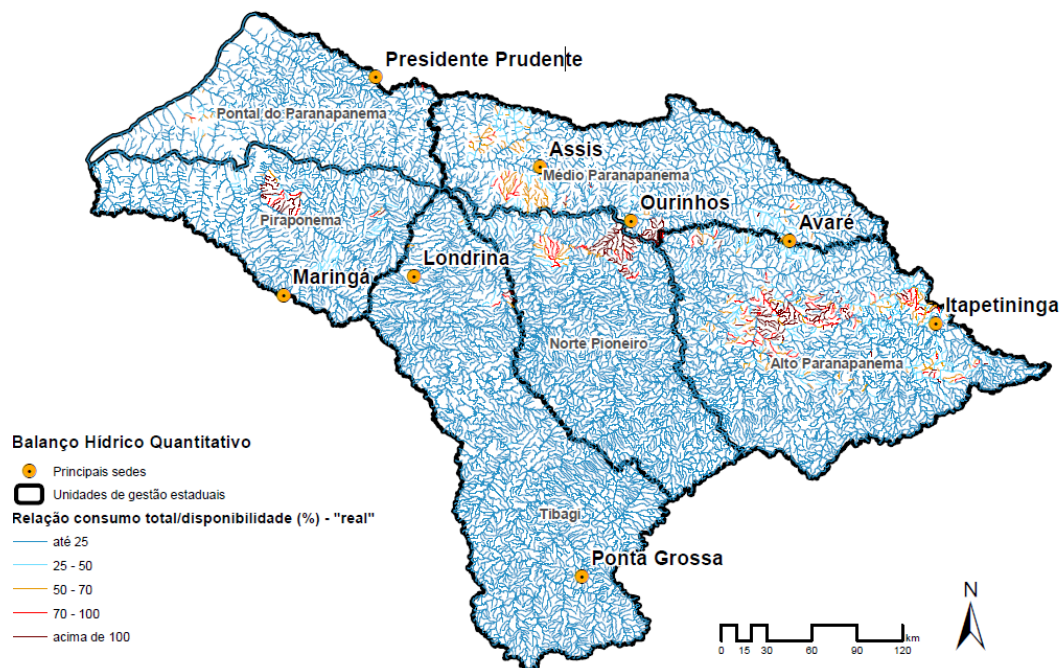 Presidente Prudente
Pontal do Paranapanema
Assis
Médio Paranapanema
Ourinhos
Piraponema
Avaré
Londrina
Maringá
Itapetininga
Norte Pioneiro
Alto Paranapanema
Balanço Hídrico Quantitativo
Principais sedes
Unidades de gestão estaduais
Relação consumo total/disponibilidade (%) - "real"
até 25
25 - 50
50 - 70
70 - 100
acima de 100
Tibagi
Ponta Grossa
N
km
0 15 30 60 90 120